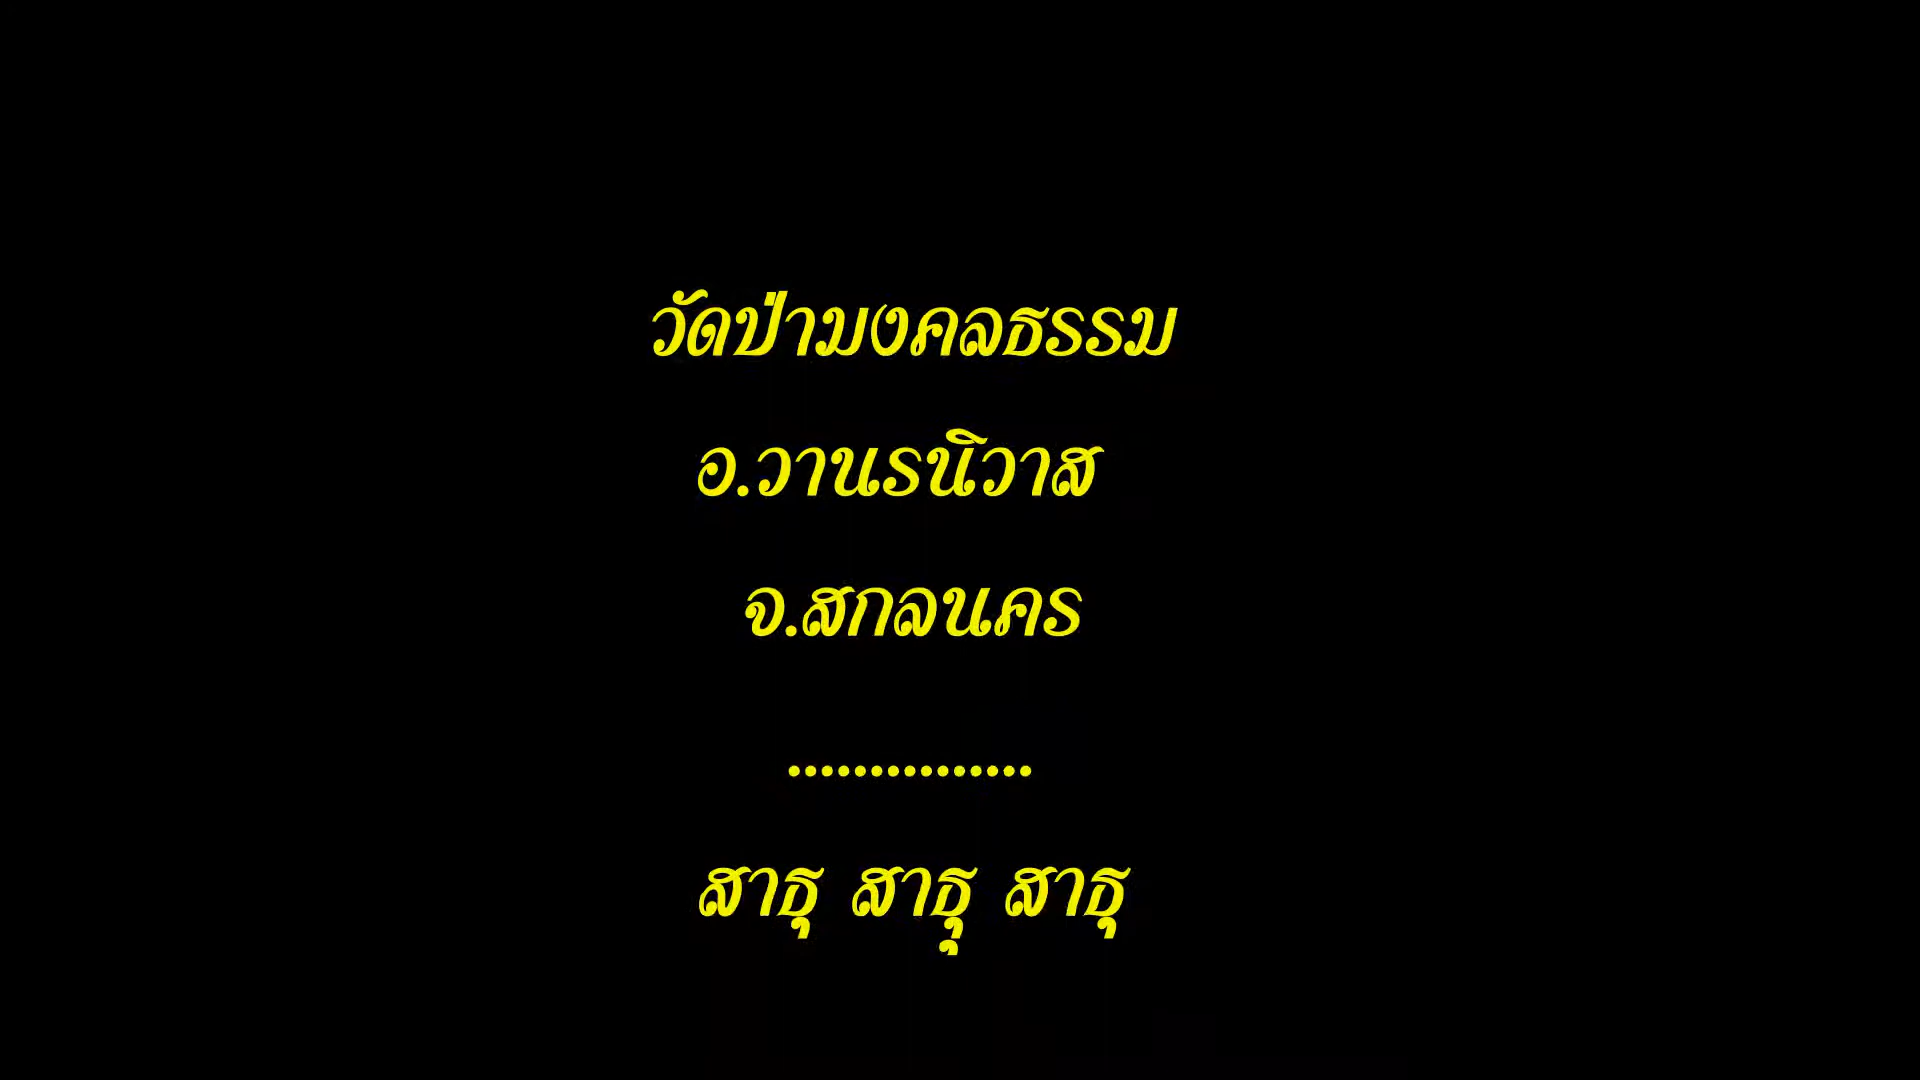 วัดป่ามงคลธรรม
อ.วานรนิวาส
จ.สกลนคร
...............
สาธุ สาธุุ สาธุ